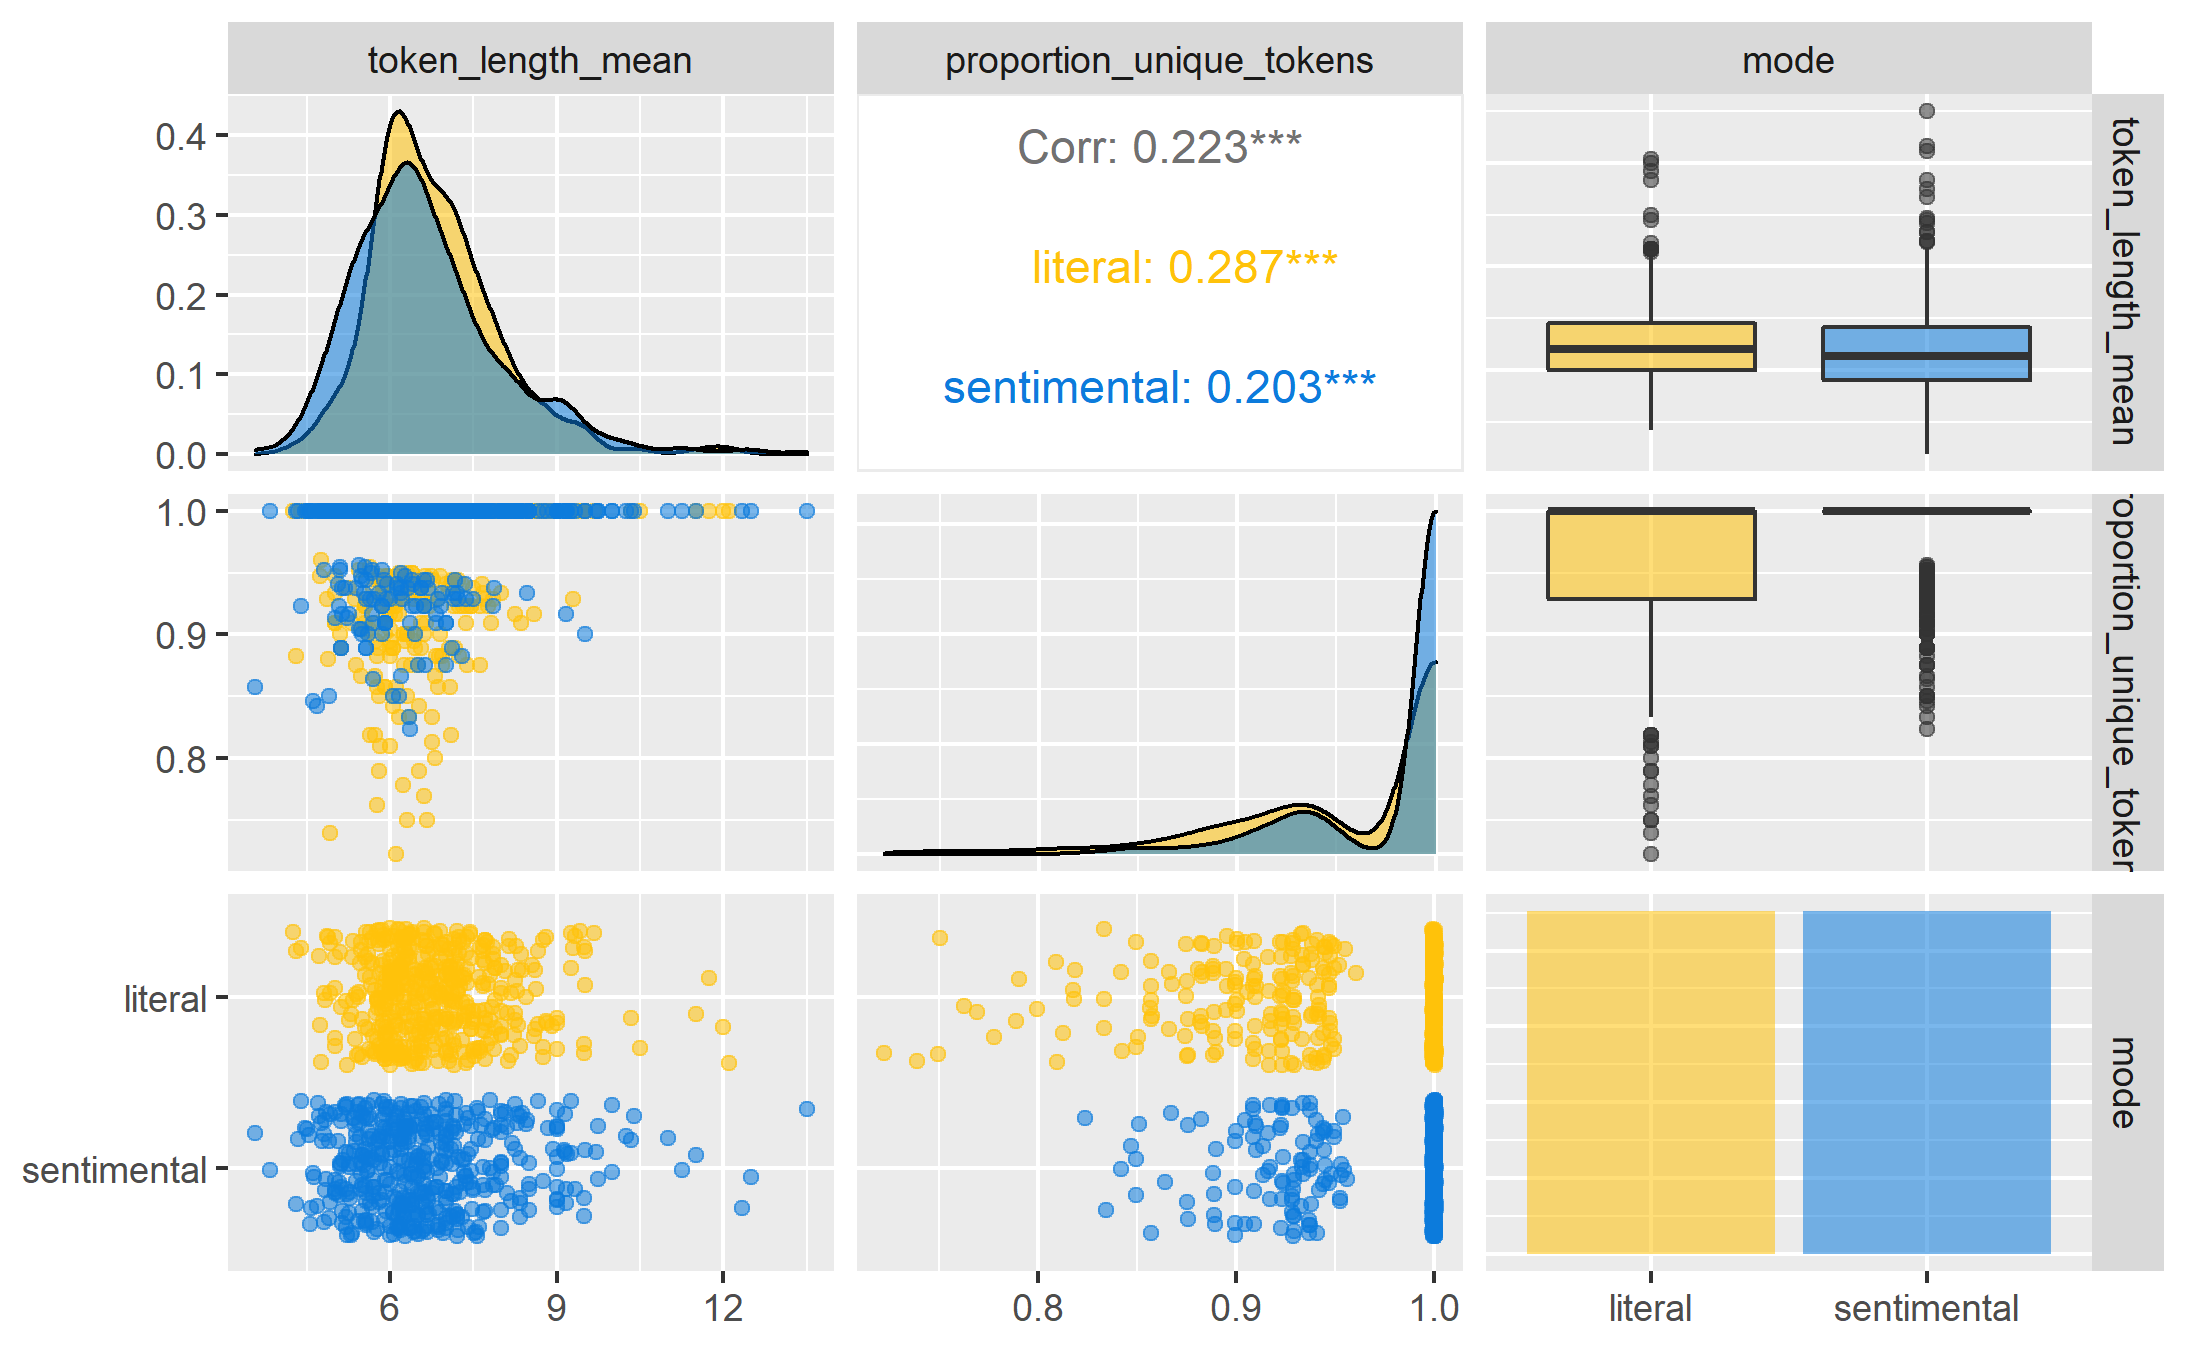 token_length_mean
proportion_unique_tokens
mode
0.4
0.3
0.2
0.1
0.0
Corr: 0.223***
literal: 0.287***
sentimental: 0.203***
token_length_mean
1.0
0.9
0.8
roportion_unique_token
literal
sentimental
mode
6
9
12
0.8
0.9
1.0
literal
sentimental